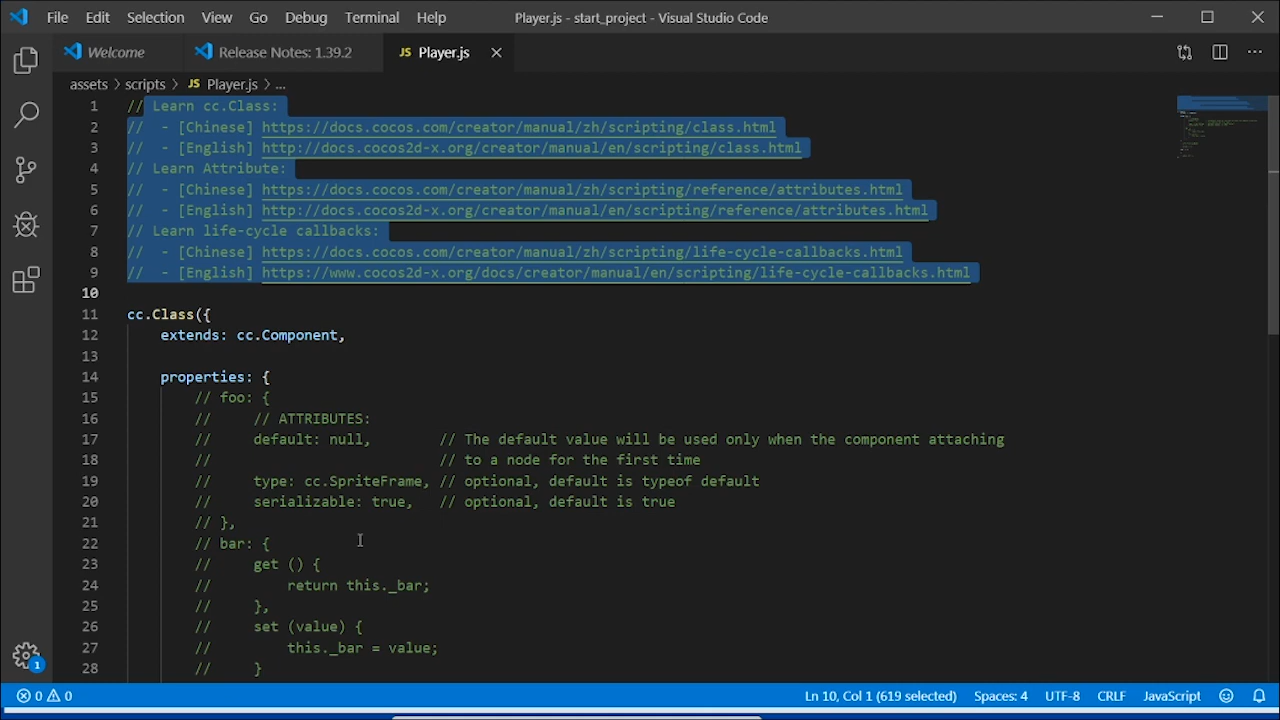 File Edit Selection View Go Debug Terminal Help Player.js - start_project - Visual Studio Code
Welcome Release Notes: 1.39.2 JS Player.js
assets > scripts > JS Player.js > ...
1 // Learn cc.Class:
2 //  - [Chinese] https://docs.cocos.com/creator/manual/zh/scripting/class.html
3 //  - [English] http://docs.cocos2d-x.org/creator/manual/en/scripting/class.html
4 // Learn Attribute:
5 //  - [Chinese] https://docs.cocos.com/creator/manual/zh/scripting/reference/attributes.html
6 //  - [English] http://docs.cocos2d-x.org/creator/manual/en/scripting/reference/attributes.html
7 // Learn life-cycle callbacks:
8 //  - [Chinese] https://docs.cocos.com/creator/manual/zh/scripting/life-cycle-callbacks.html
9 //  - [English] https://www.cocos2d-x.org/docs/creator/manual/en/scripting/life-cycle-callbacks.html
10
11 cc.Class({
12     extends: cc.Component,
13
14     properties: {
15         // foo: {
16         //     // ATTRIBUTES:
17         //     default: null,        // The default value will be used only when the component attaching
18         //                           // to a node for the first time
19         //     type: cc.SpriteFrame, // optional, default is typeof default
20         //     serializable: true,   // optional, default is true
21         // },
22         // bar: {
23         //     get () {
24         //         return this._bar;
25         //     },
26         //     set (value) {
27         //         this._bar = value;
28         //     }
1
0 0 Ln 10, Col 1 (619 selected) Spaces: 4 UTF-8 CRLF JavaScript